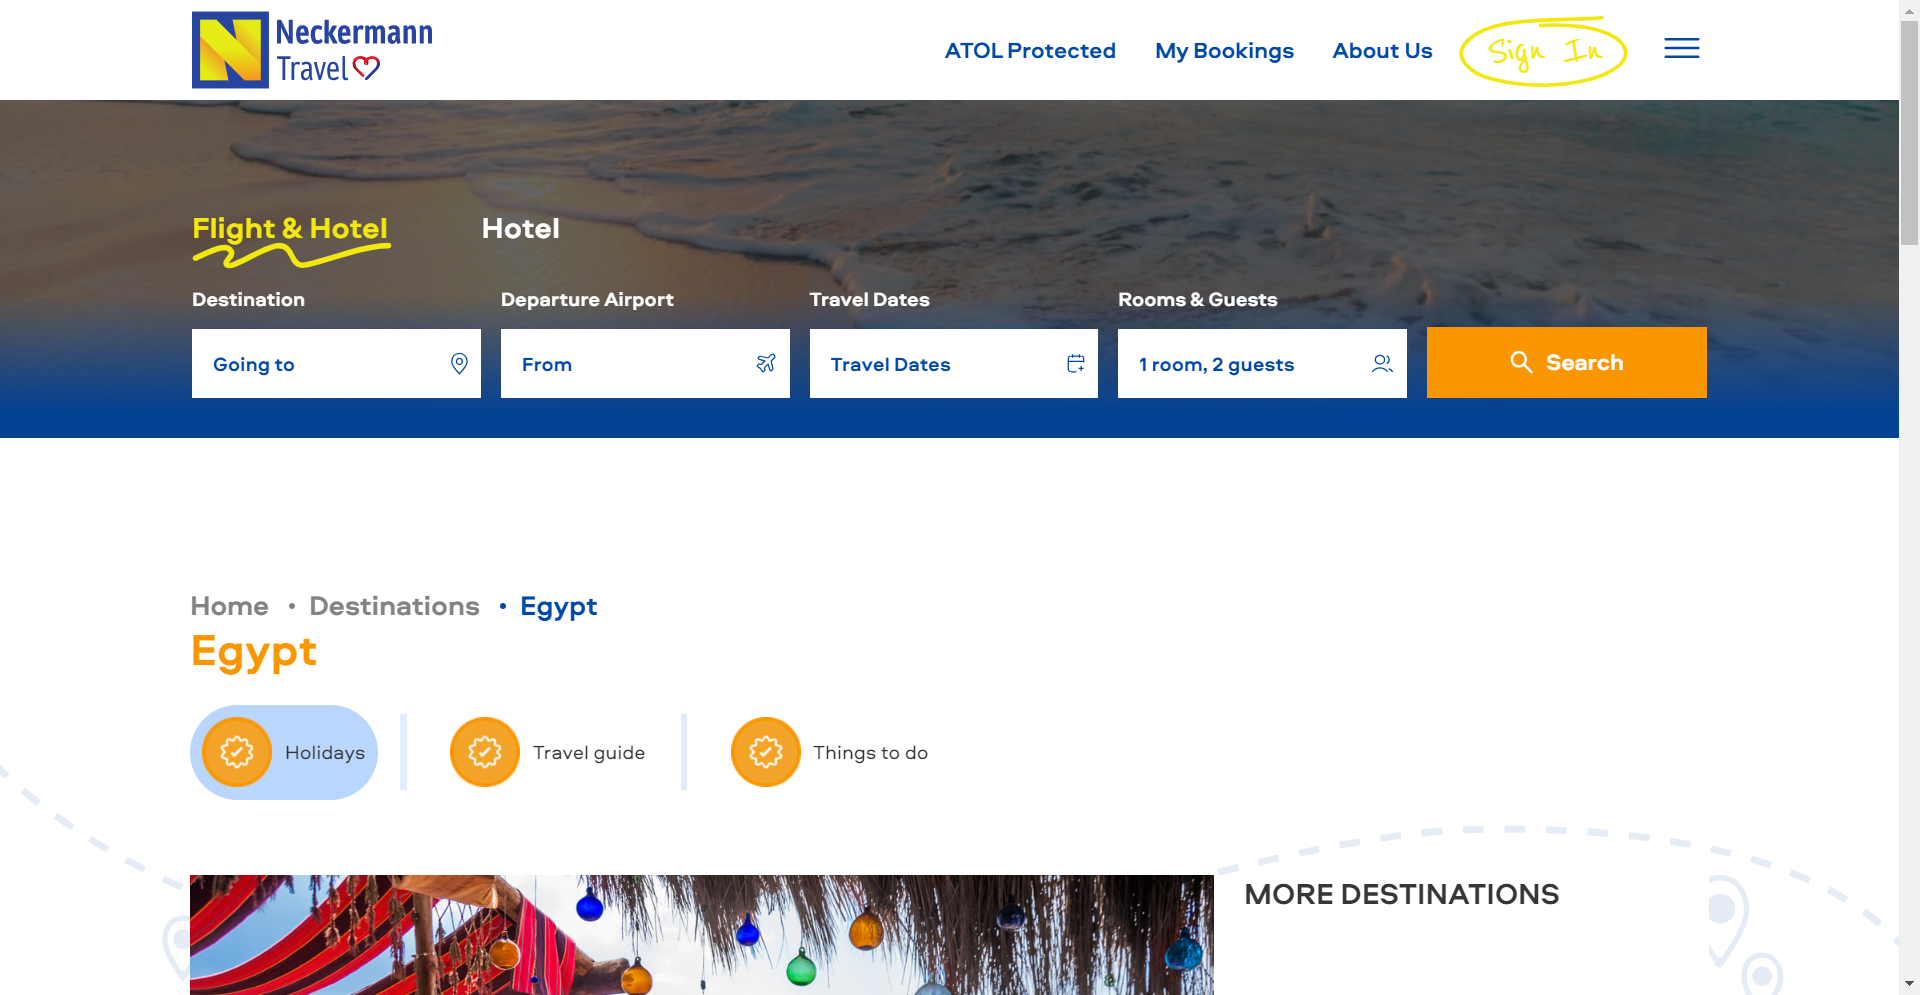 Neckermann
Travel
ATOL Protected
My Bookings
About Us
Sign In
Flight & Hotel
Hotel
Destination
Departure Airport
Travel Dates
Rooms & Guests
Going to
From
Travel Dates
1 room, 2 guests
Search
Home • Destinations • Egypt
Egypt
Holidays
Travel guide
Things to do
MORE DESTINATIONS